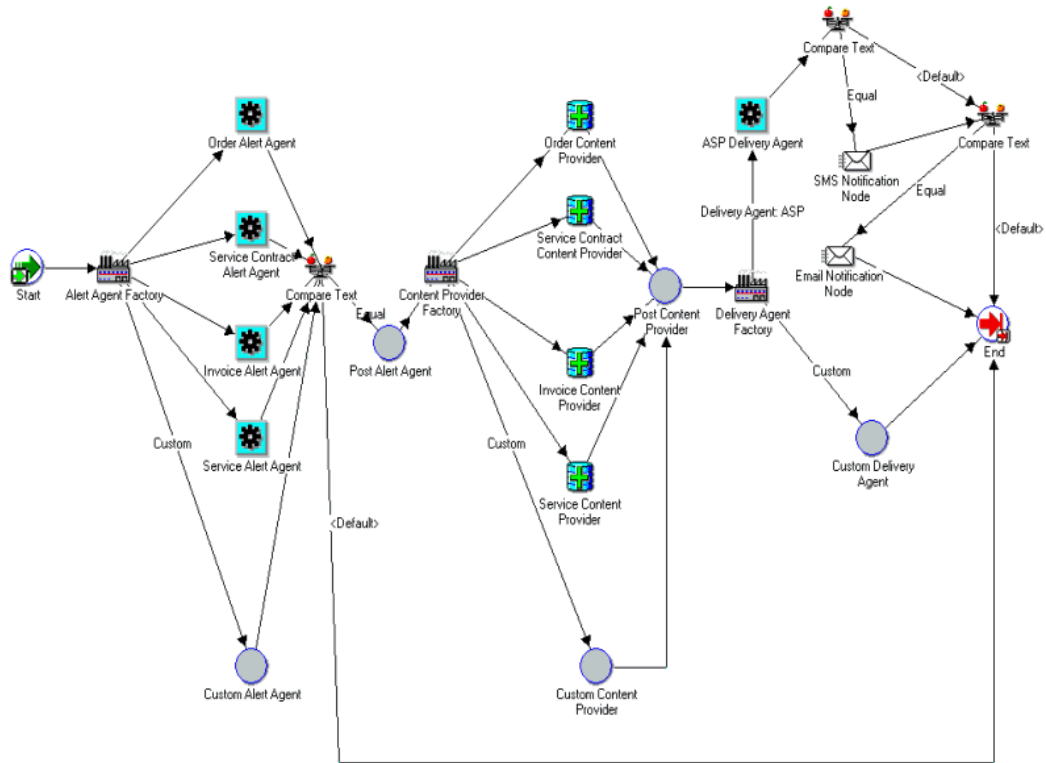 Compare Text
<Default>
Equal
Order Alert Agent
Order Content
Provider
ASP Delivery Agent
Compare Text
SMS Notification
Node
Equal
Delivery Agent: ASP
<Default>
Service Contract
Alert Agent
Service Contract
Content Provider
Email Notification
Node
Start
Alert Agent Factory
Compare Text
Equal
Content Provider
Factory
Post Content
Provider
Delivery Agent
Factory
End
Post Alert Agent
Invoice Alert Agent
Invoice Content
Provider
Custom
Custom
Custom
Service Alert Agent
Custom Delivery
Agent
Service Content
Provider
<Default>
Custom Alert Agent
Custom Content
Provider